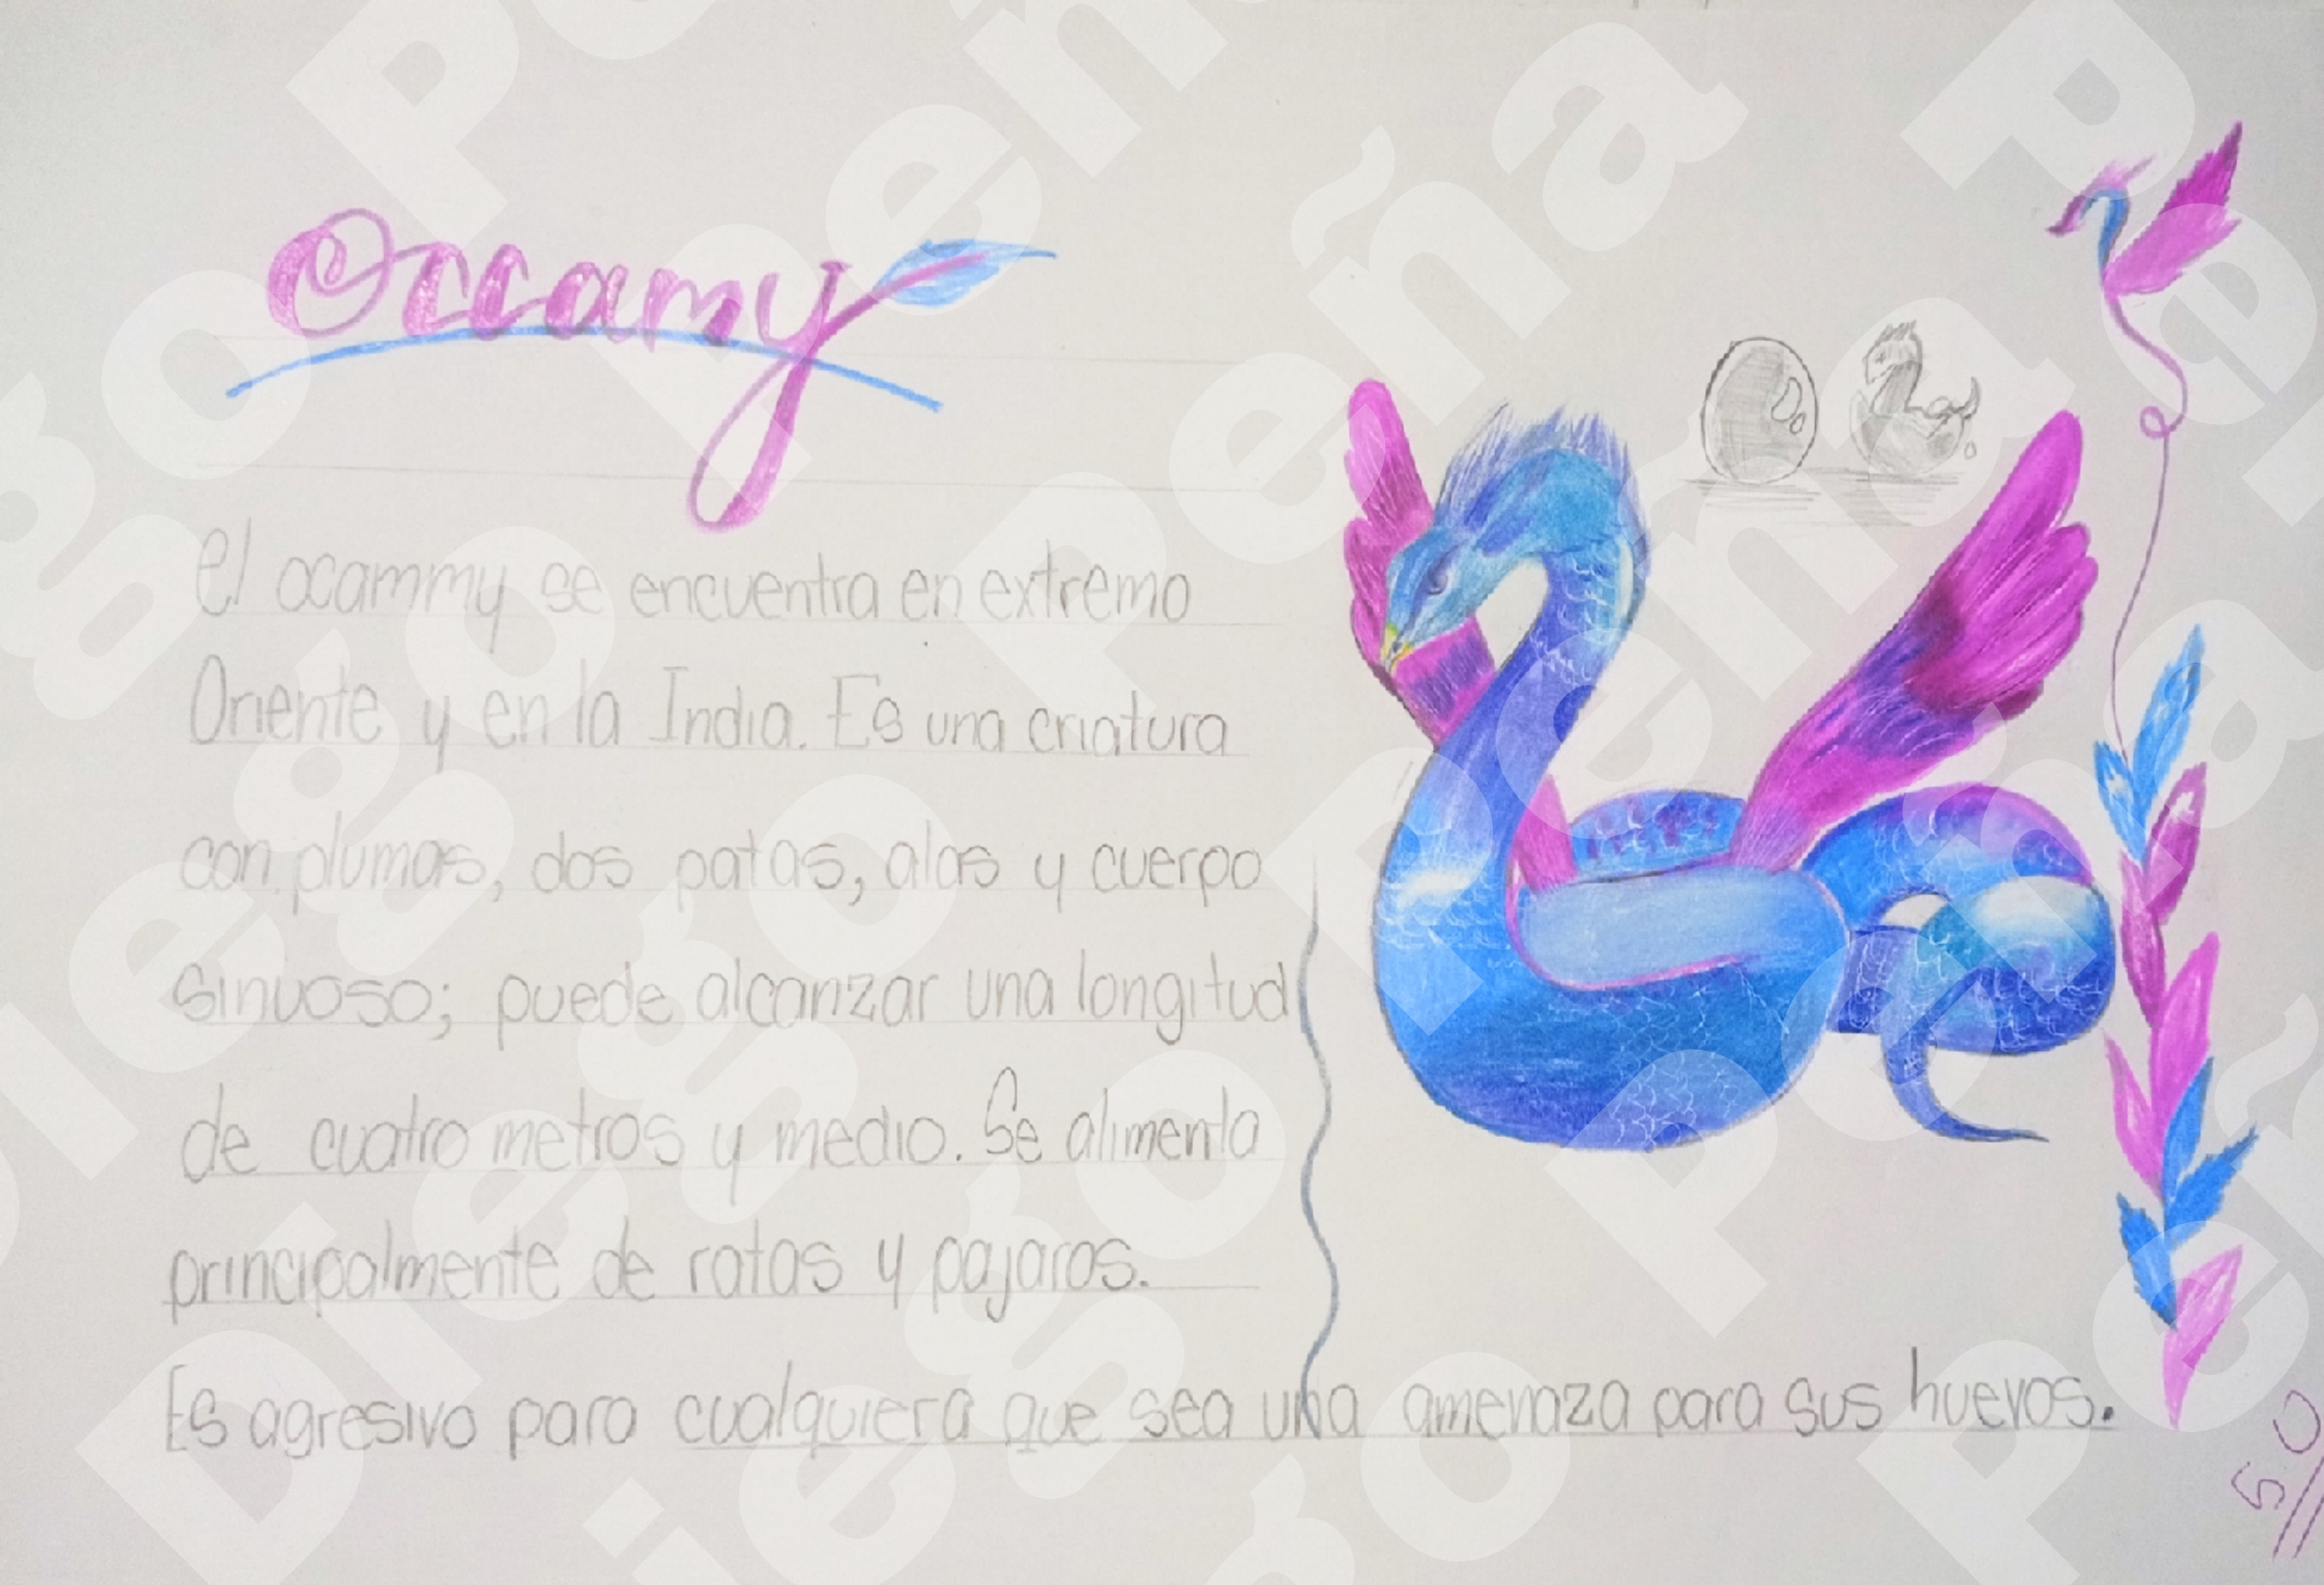 Occamy
el ocammy se encuentra en extremo
Oriente y en la India. Es una criatura
con plumas, dos patas, alas y cuerpo
sinuoso; puede alcanzar una longitud
de cuatro metros y medio. Se alimenta
principalmente de ratas y pajaros.
Es agresivo para cualquiera que sea una amenaza para sus huevos.
50
Diego Peña